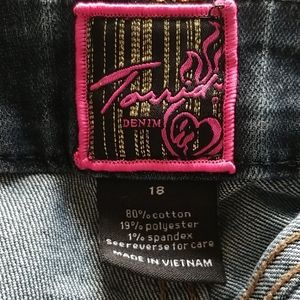 Torrid
DENIM
18
80% cotton
19% polyester
1% spandex
See reverse for care
MADE IN VIETNAM